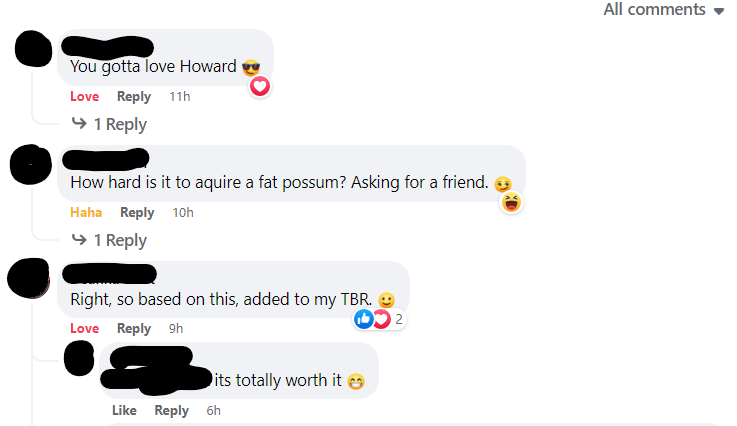 All comments
You gotta love Howard 😎
Love Reply 11h
1 Reply
How hard is it to aquire a fat possum? Asking for a friend. 😏
Haha Reply 10h
1 Reply
Right, so based on this, added to my TBR. 🙂
2
Love Reply 9h
its totally worth it 😁
Like Reply 6h